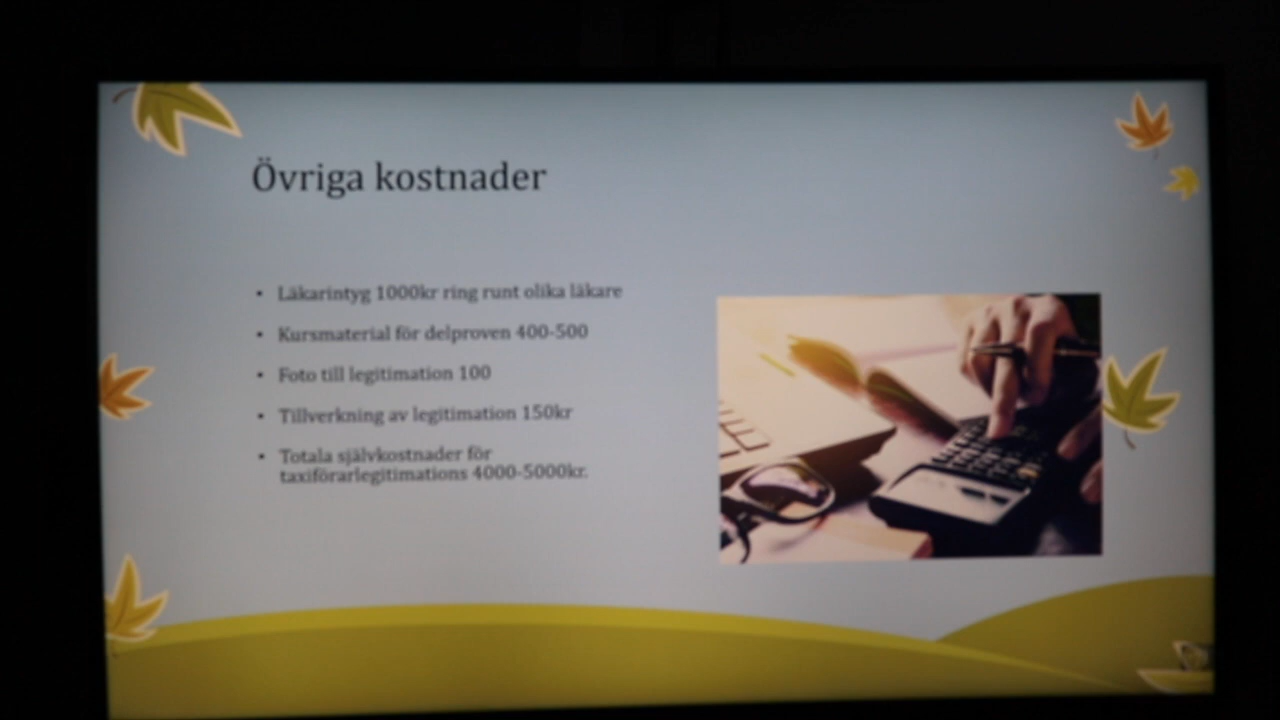 Övriga kostnader
• Läkarintyg 1000kr ring runt olika läkare
• Kursmaterial för delproven 400-500
• Foto till legitimation 100
• Tillverkning av legitimation 150kr
• Totala självkostnader för
taxiförarlegitimations 4000-5000kr.